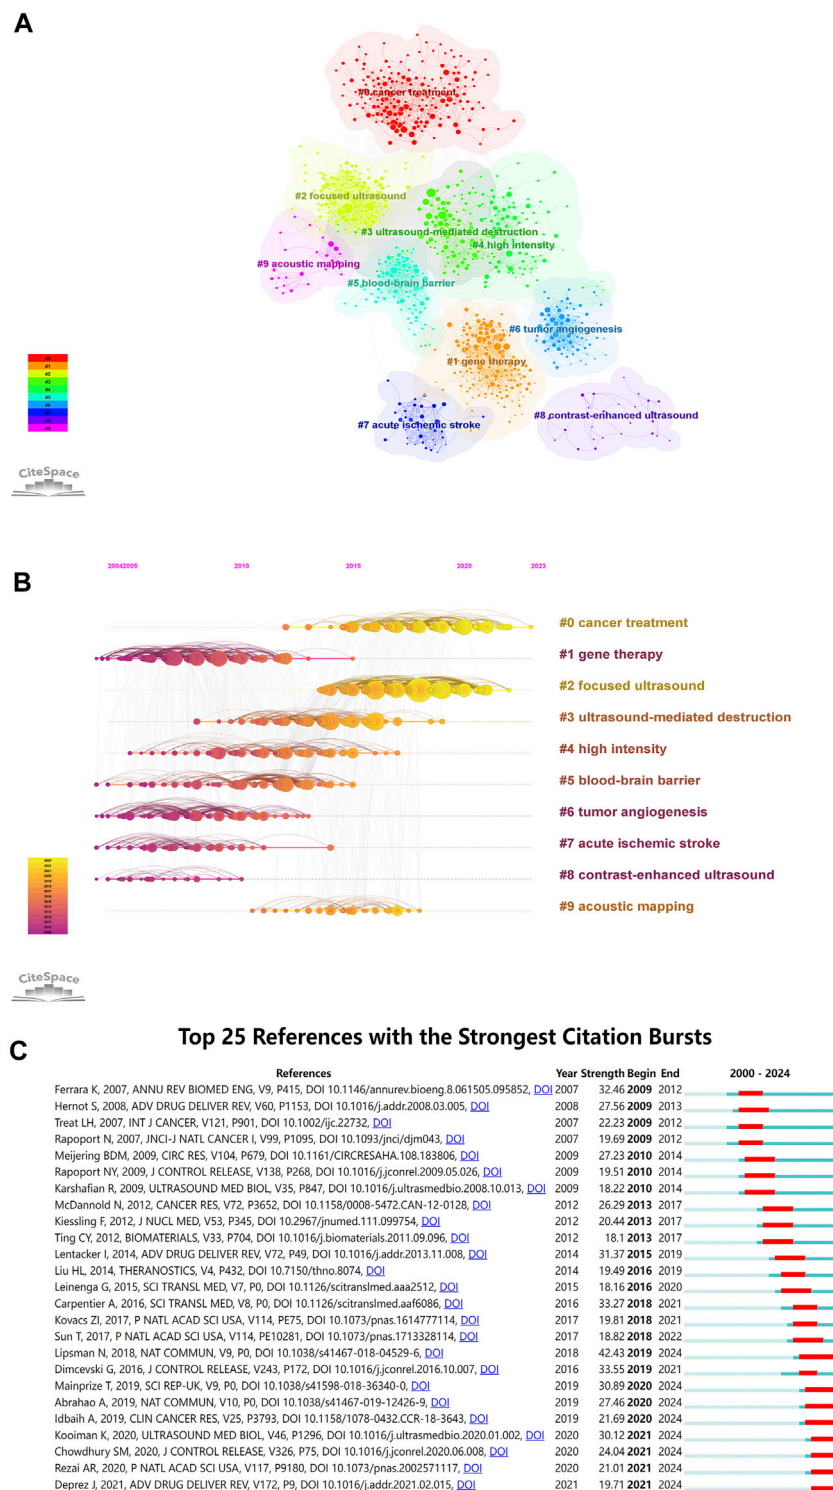 A
#0 cancer treatment
#2 focused ultrasound
#3 ultrasound-mediated destruction
#4 high intensity
#9 acoustic mapping
#5 blood-brain barrier
#6 tumor angiogenesis
#1 gene therapy
#8 contrast-enhanced ultrasound
#7 acute ischemic stroke
CiteSpace
B
20042005 2010 2015 2020 2023
#0 cancer treatment
#1 gene therapy
#2 focused ultrasound
#3 ultrasound-mediated destruction
#4 high intensity
#5 blood-brain barrier
#6 tumor angiogenesis
#7 acute ischemic stroke
#8 contrast-enhanced ultrasound
#9 acoustic mapping
CiteSpace
C
Top 25 References with the Strongest Citation Bursts
References Year Strength Begin End 2000 - 2024
Ferrara K, 2007, ANNU REV BIOMED ENG, V9, P415, DOI 10.1146/annurev.bioeng.8.061505.095852, DOI 2007 32.46 2009 2012
Hernot S, 2008, ADV DRUG DELIVER REV, V60, P1153, DOI 10.1016/j.addr.2008.03.005, DOI 2008 27.56 2009 2013
Treat LH, 2007, INT J CANCER, V121, P901, DOI 10.1002/ijc.22732, DOI 2007 22.23 2009 2012
Rapoport N, 2007, JNCI-J NATL CANCER I, V99, P1095, DOI 10.1093/jnci/djm043, DOI 2007 19.69 2009 2012
Meijering BDM, 2009, CIRC RES, V104, P679, DOI 10.1161/CIRCRESAHA.108.183806, DOI 2009 27.23 2010 2014
Rapoport NY, 2009, J CONTROL RELEASE, V138, P268, DOI 10.1016/j.jconrel.2009.05.026, DOI 2009 19.51 2010 2014
Karshafian R, 2009, ULTRASOUND MED BIOL, V35, P847, DOI 10.1016/j.ultrasmedbio.2008.10.013, DOI 2009 18.22 2010 2014
McDannold N, 2012, CANCER RES, V72, P3652, DOI 10.1158/0008-5472.CAN-12-0128, DOI 2012 26.29 2013 2017
Kiessling F, 2012, J NUCL MED, V53, P345, DOI 10.2967/jnumed.111.099754, DOI 2012 20.44 2013 2017
Ting CY, 2012, BIOMATERIALS, V33, P704, DOI 10.1016/j.biomaterials.2011.09.096, DOI 2012 18.1 2013 2017
Lentacker I, 2014, ADV DRUG DELIVER REV, V72, P49, DOI 10.1016/j.addr.2013.11.008, DOI 2014 31.37 2015 2019
Liu HL, 2014, THERANOSTICS, V4, P432, DOI 10.7150/thno.8074, DOI 2014 19.49 2016 2019
Leinenga G, 2015, SCI TRANSL MED, V7, P0, DOI 10.1126/scitranslmed.aaa2512, DOI 2015 18.16 2016 2020
Carpentier A, 2016, SCI TRANSL MED, V8, P0, DOI 10.1126/scitranslmed.aaf6086, DOI 2016 33.27 2018 2021
Kovacs ZI, 2017, P NATL ACAD SCI USA, V114, PE75, DOI 10.1073/pnas.1614777114, DOI 2017 19.81 2018 2021
Sun T, 2017, P NATL ACAD SCI USA, V114, PE10281, DOI 10.1073/pnas.1713328114, DOI 2017 18.82 2018 2022
Lipsman N, 2018, NAT COMMUN, V9, P0, DOI 10.1038/s41467-018-04529-6, DOI 2018 42.43 2019 2024
Dimcevski G, 2016, J CONTROL RELEASE, V243, P172, DOI 10.1016/j.jconrel.2016.10.007, DOI 2016 33.55 2019 2021
Mainprize T, 2019, SCI REP-UK, V9, P0, DOI 10.1038/s41598-018-36340-0, DOI 2019 30.89 2020 2024
Abrahao A, 2019, NAT COMMUN, V10, P0, DOI 10.1038/s41467-019-12426-9, DOI 2019 27.46 2020 2024
Idbaih A, 2019, CLIN CANCER RES, V25, P3793, DOI 10.1158/1078-0432.CCR-18-3643, DOI 2019 21.69 2020 2024
Kooiman K, 2020, ULTRASOUND MED BIOL, V46, P1296, DOI 10.1016/j.ultrasmedbio.2020.01.002, DOI 2020 30.12 2021 2024
Chowdhury SM, 2020, J CONTROL RELEASE, V326, P75, DOI 10.1016/j.jconrel.2020.06.008, DOI 2020 24.04 2021 2024
Rezai AR, 2020, P NATL ACAD SCI USA, V117, P9180, DOI 10.1073/pnas.2002571117, DOI 2020 21.01 2021 2024
Deprez J, 2021, ADV DRUG DELIVER REV, V172, P9, DOI 10.1016/j.addr.2021.02.015, DOI 2021 19.71 2021 2024